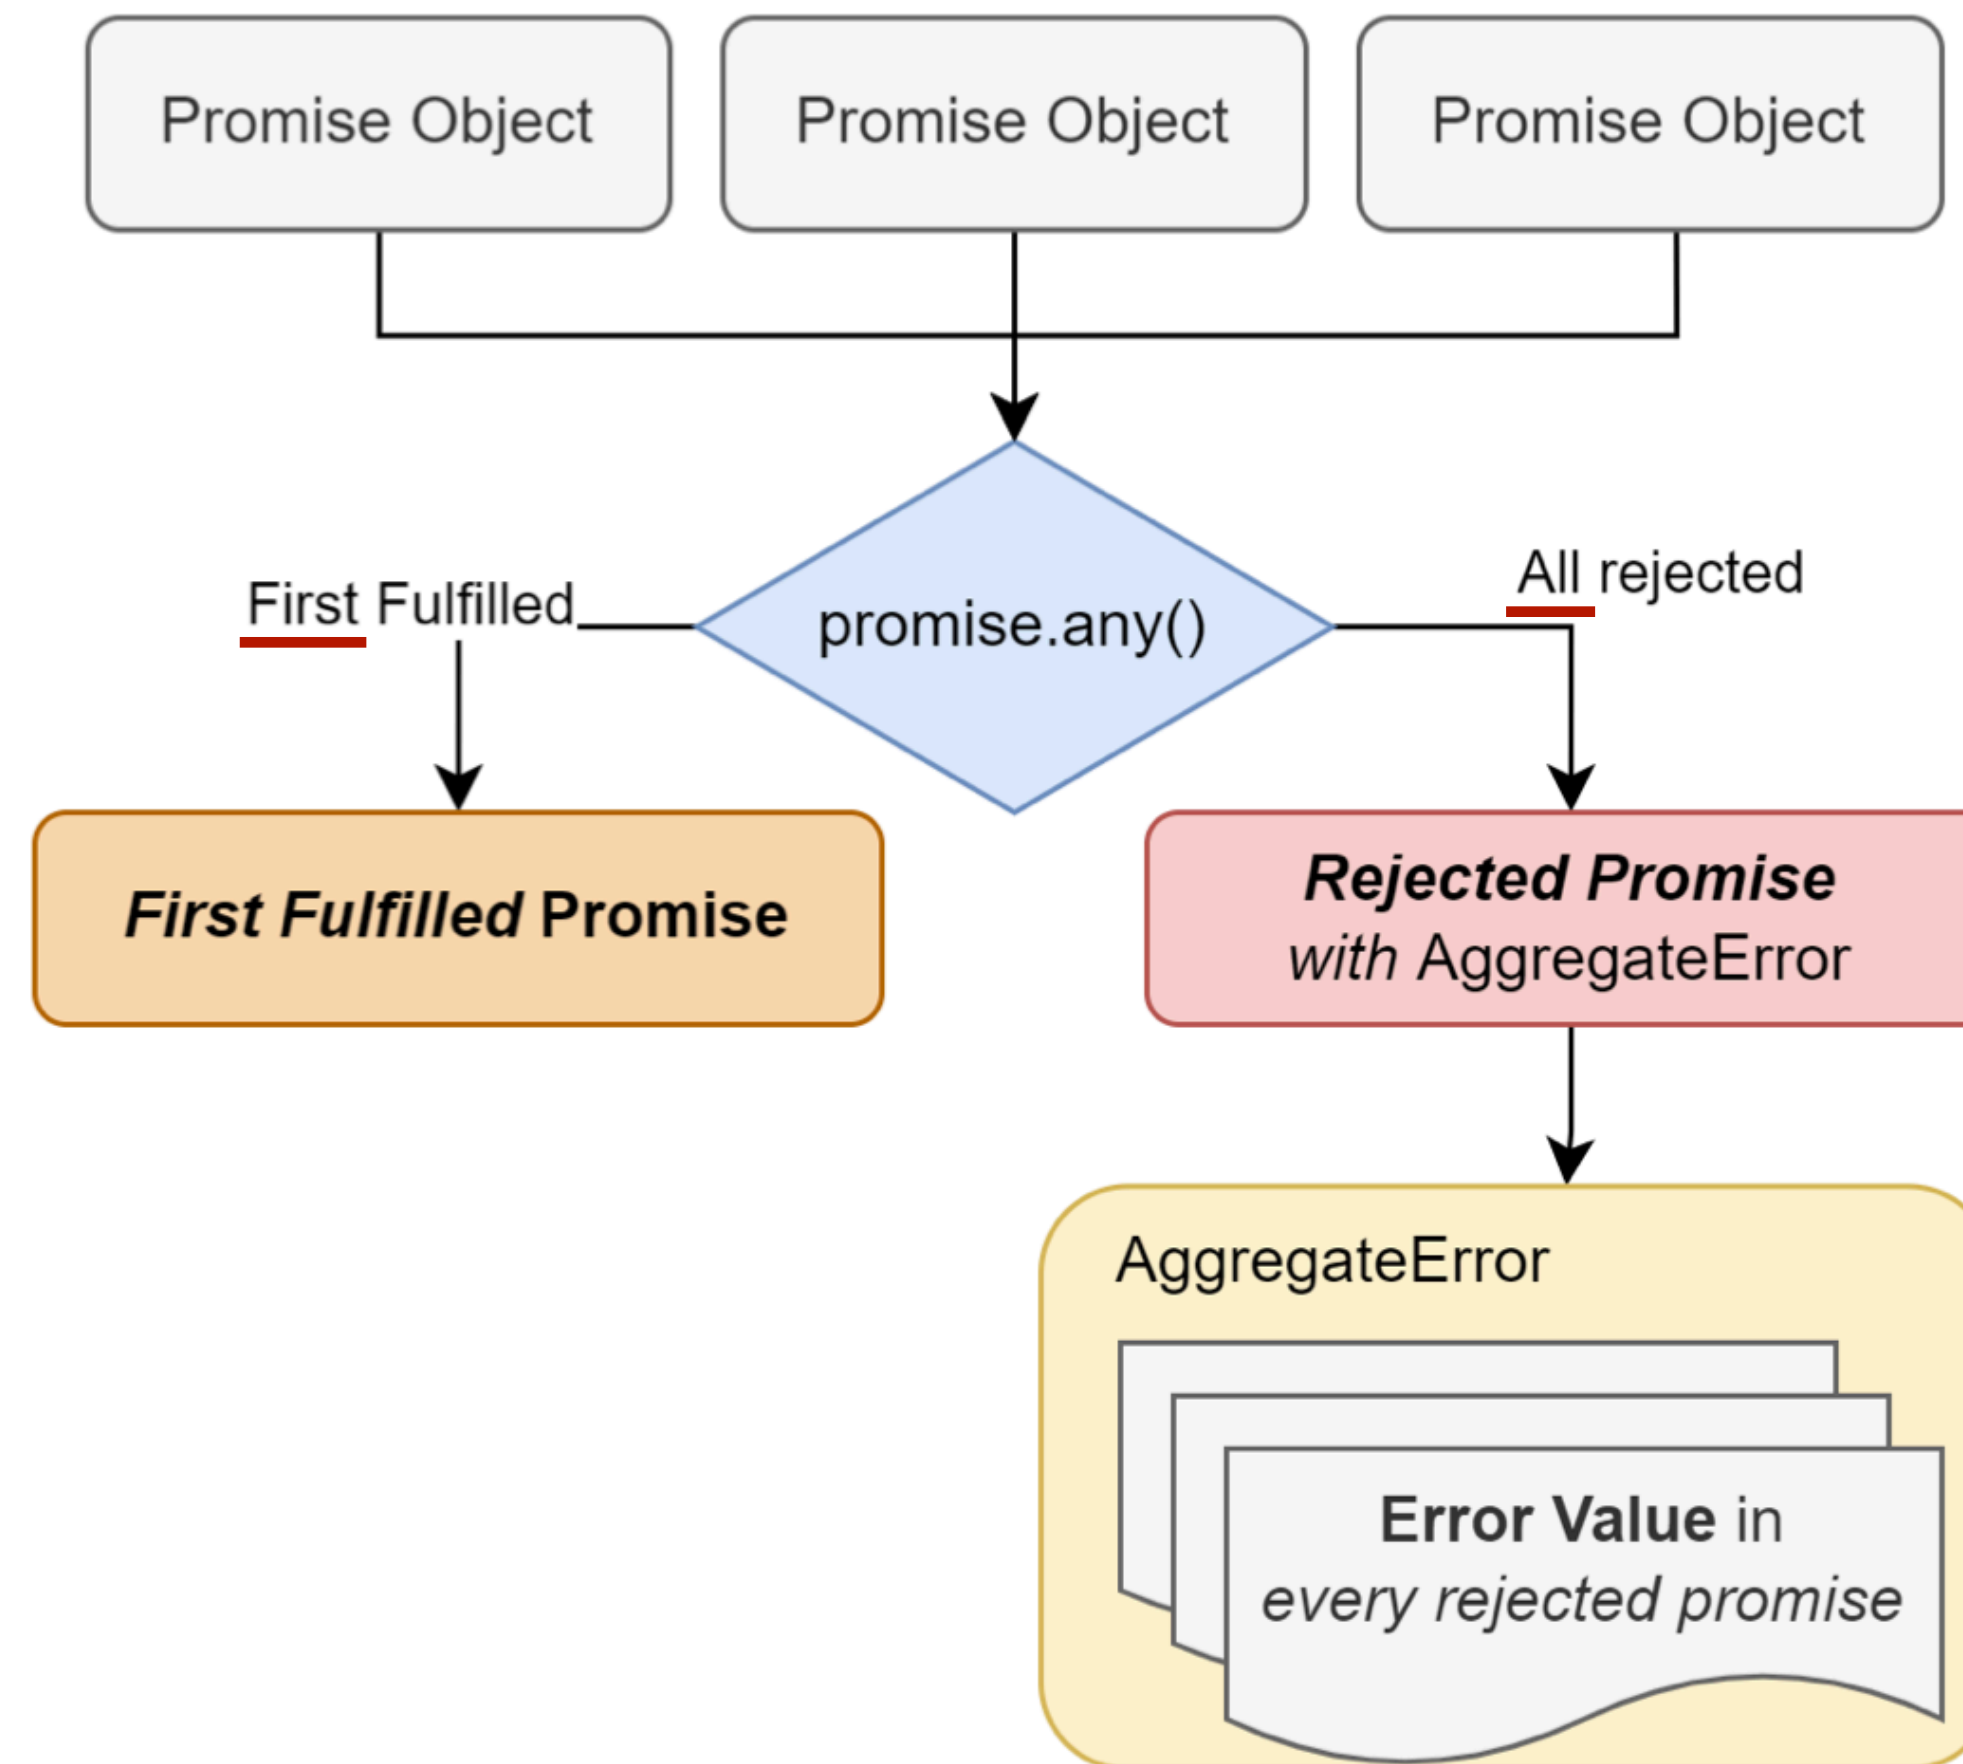 Promise Object
Promise Object
Promise Object
First Fulfilled
promise.any()
All rejected
First Fulfilled Promise
Rejected Promise
with AggregateError
AggregateError
Error Value in
every rejected promise